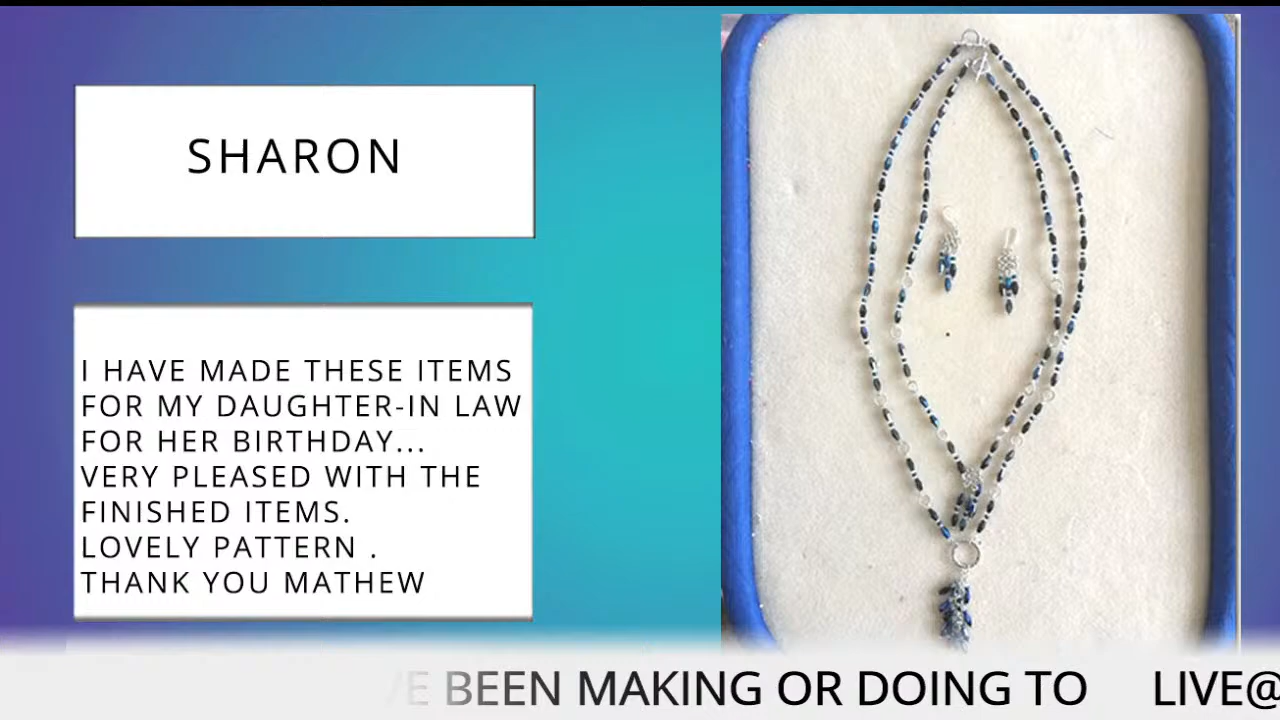 SHARON
I HAVE MADE THESE ITEMS
FOR MY DAUGHTER-IN LAW
FOR HER BIRTHDAY...
VERY PLEASED WITH THE
FINISHED ITEMS.
LOVELY PATTERN .
THANK YOU MATHEW
BEEN MAKING OR DOING TO LIVE@